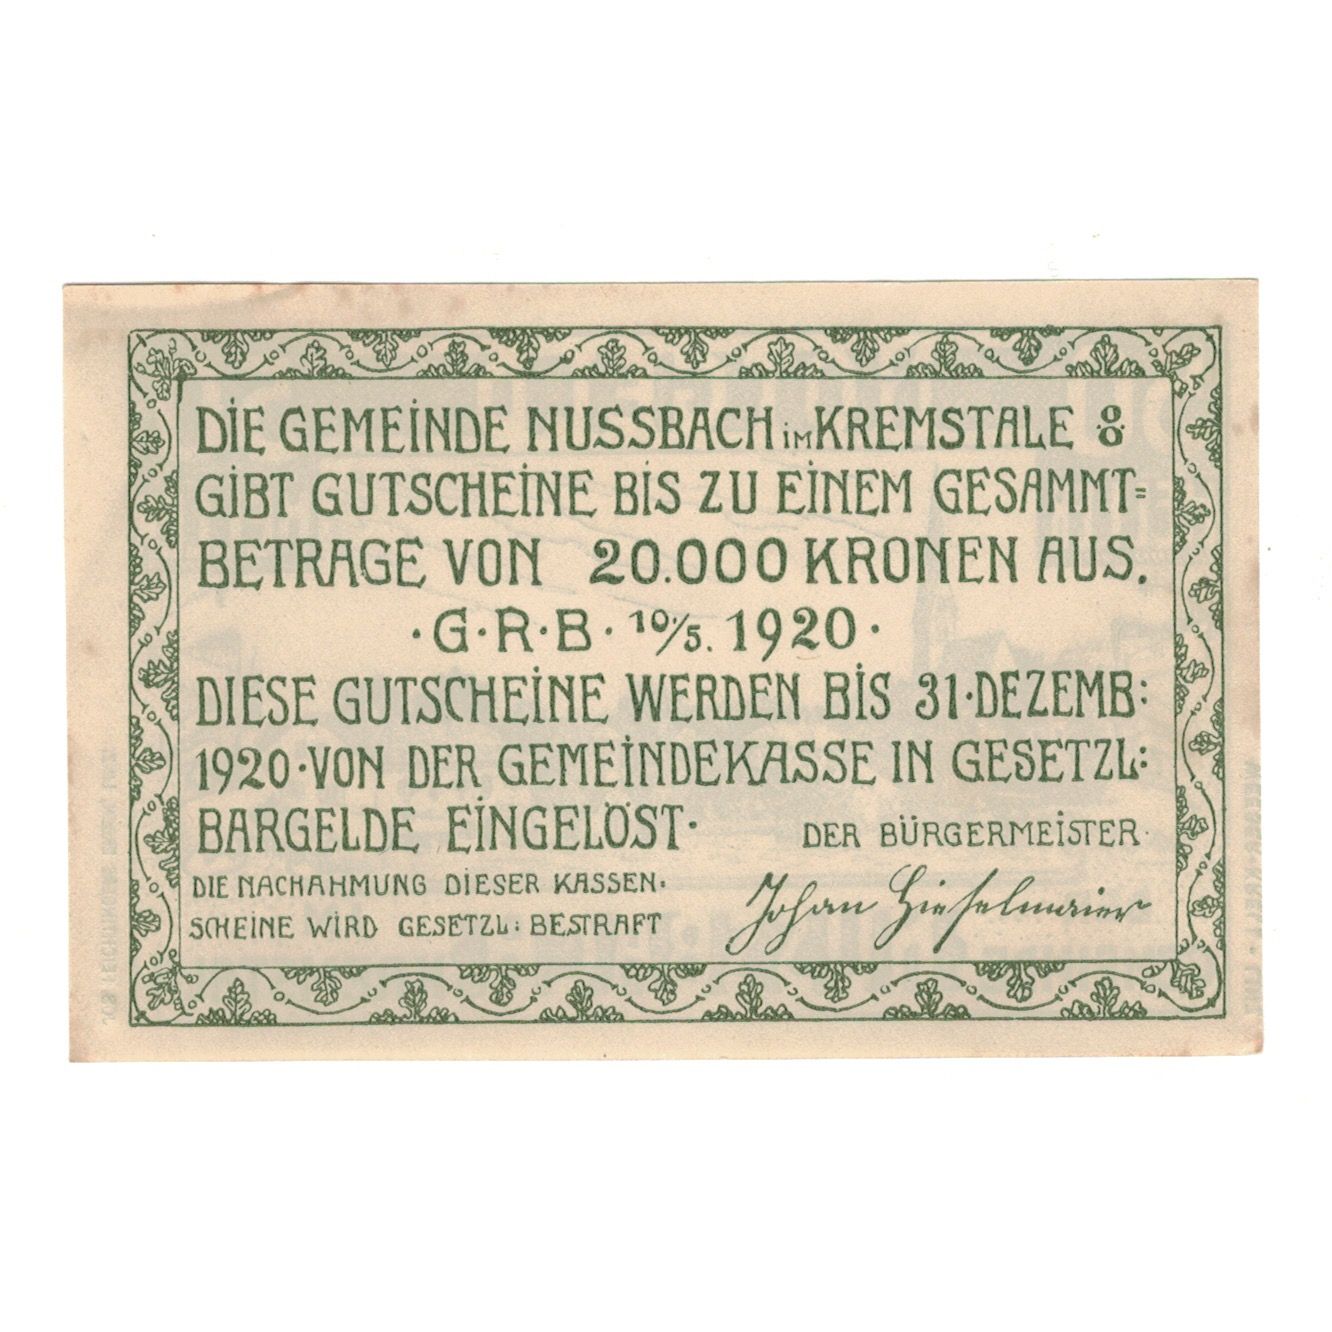 DIE GEMEINDE NUSSBACH iM KREMSTALE
GIBT GUTSCHEINE BIS ZU EINEM GESAMMT=
BETRAGE VON 20.000 KRONEN AUS.
·G·R·B· 10./5. 1920·
DIESE GUTSCHEINE WERDEN BIS 31·DEZEMB:
1920·VON DER GEMEINDEKASSE IN GESETZL:
BARGELDE EINGELÖST·
DER BÜRGERMEISTER·
DIE NACHAHMUNG DIESER KASSEN·
SCHEINE WIRD GESETZL: BESTRAFT
Johan Hieselmaier